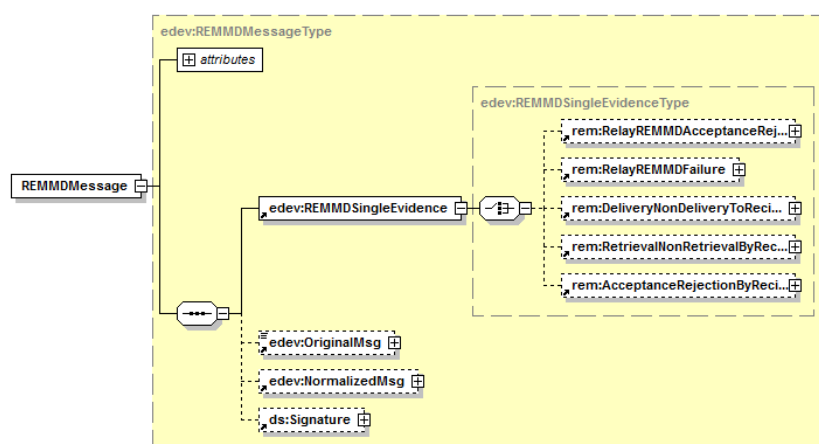 edev:REMMDMessageType
attributes
edev:REMMDSingleEvidenceType
rem:RelayREMMDAcceptanceRej...
rem:RelayREMMDFailure
REMMDMessage
edev:REMMDSingleEvidence
rem:DeliveryNonDeliveryToReci...
rem:RetrievalNonRetrievalByRec...
rem:AcceptanceRejectionByReci...
edev:OriginalMsg
edev:NormalizedMsg
ds:Signature